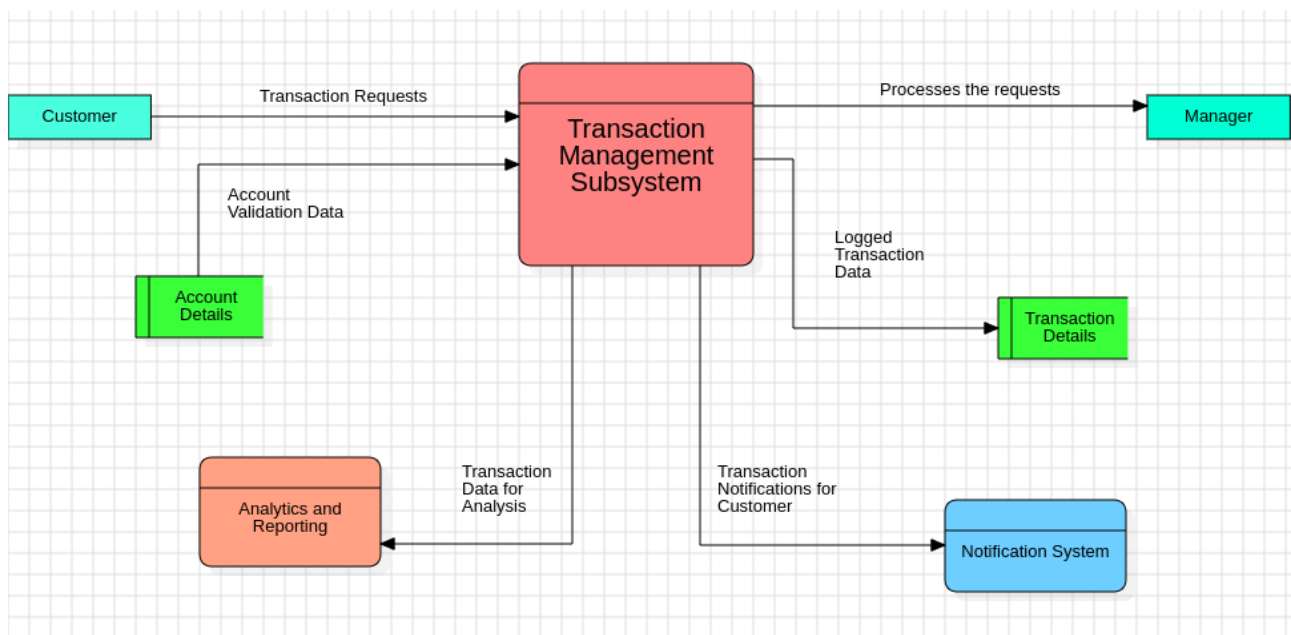 Customer
Transaction Requests
Transaction
Management
Subsystem
Processes the requests
Manager
Account
Validation Data
Logged
Transaction
Data
Account
Details
Transaction
Details
Analytics and
Reporting
Transaction
Data for
Analysis
Transaction
Notifications for
Customer
Notification System